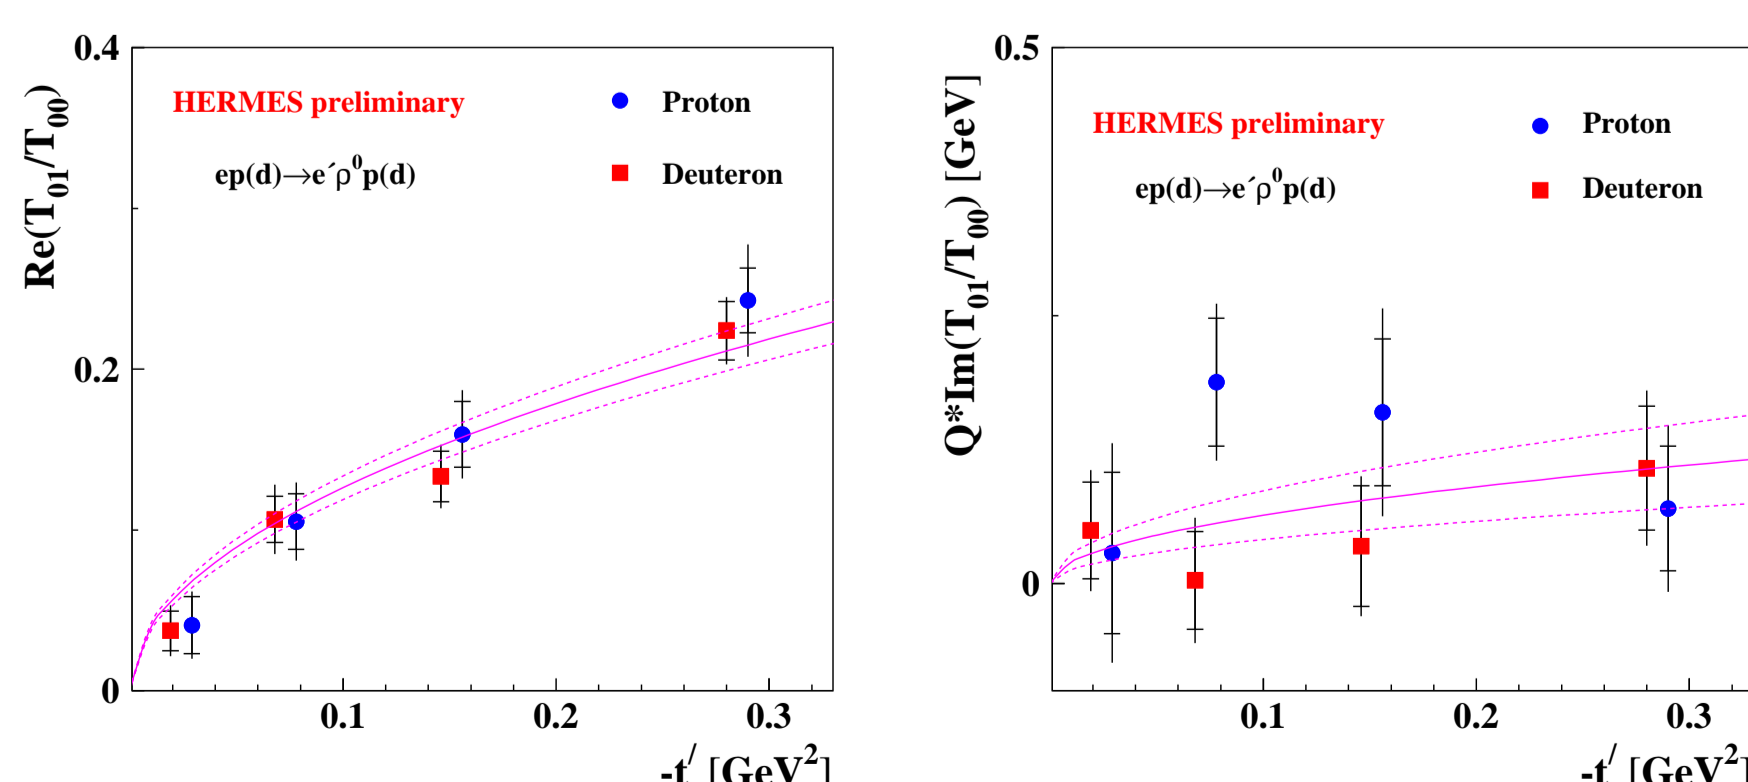 0.4
HERMES preliminary
Proton
ep(d)→e´ρ⁰p(d)
Deuteron
Re(T₀₁/T₀₀)
0.2
0
0.1 0.2 0.3
-t′ [GeV²]
0.5
HERMES preliminary
Proton
ep(d)→e´ρ⁰p(d)
Deuteron
Q*Im(T₀₁/T₀₀) [GeV]
0
0.1 0.2 0.3
-t′ [GeV²]